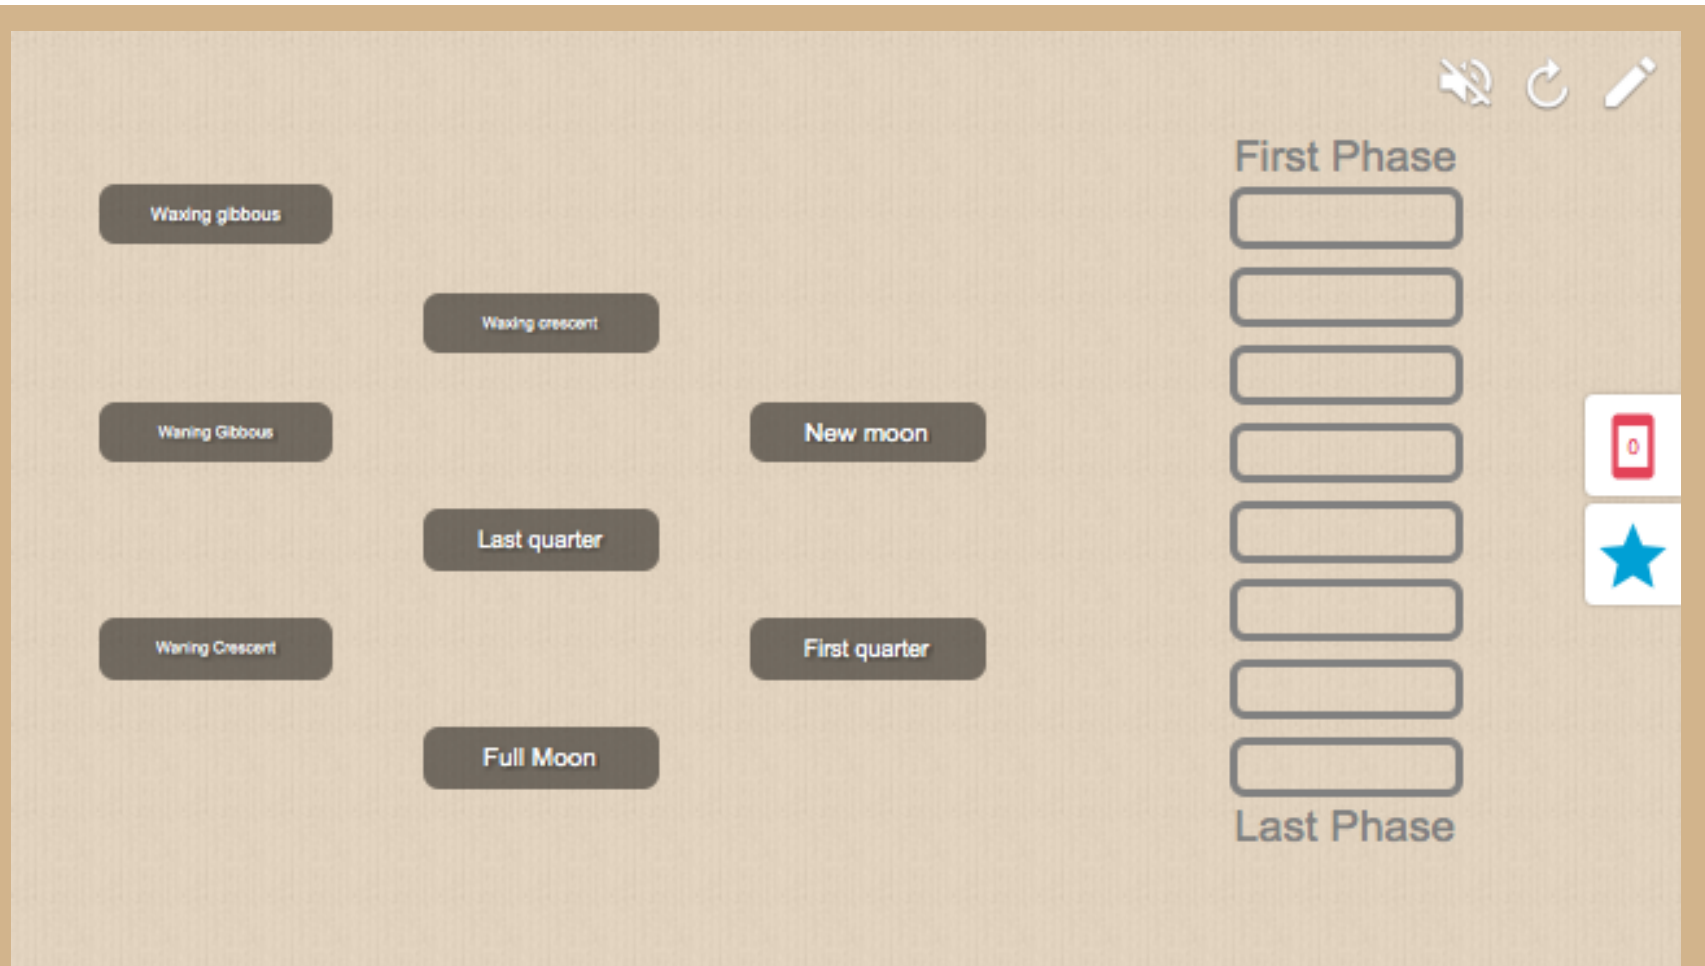 First Phase
Waxing gibbous
Waxing crescent
Waning Gibbous
New moon
0
Last quarter
Waning Crescent
First quarter
Full Moon
Last Phase